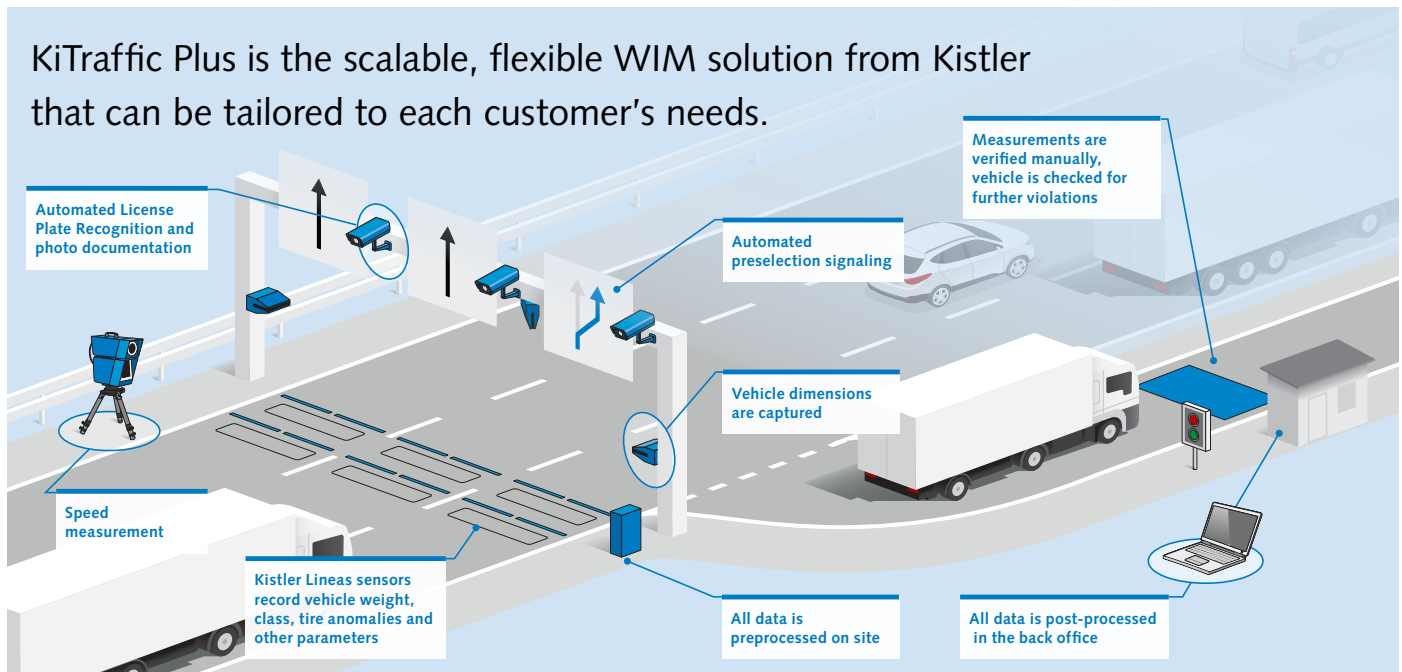 KiTraffic Plus is the scalable, flexible WIM solution from Kistler
that can be tailored to each customer's needs.
Measurements are
verified manually,
vehicle is checked for
further violations
Automated License
Plate Recognition and
photo documentation
Automated
preselection signaling
Vehicle dimensions
are captured
Speed
measurement
Kistler Lineas sensors
record vehicle weight,
class, tire anomalies and
other parameters
All data is
preprocessed on site
All data is post-processed
in the back office